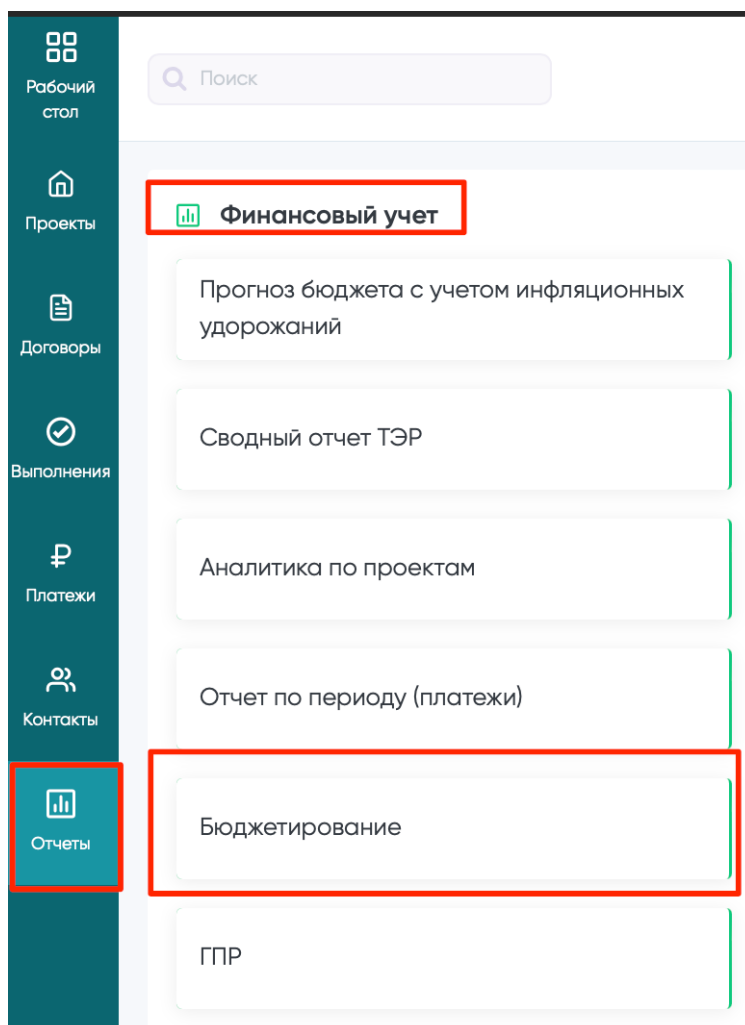 Рабочий
стол
Проекты
Договоры
Выполнения
Платежи
Контакты
Отчеты
Поиск
Финансовый учет
Прогноз бюджета с учетом инфляционных
удорожаний
Сводный отчет ТЭР
Аналитика по проектам
Отчет по периоду (платежи)
Бюджетирование
ГПР